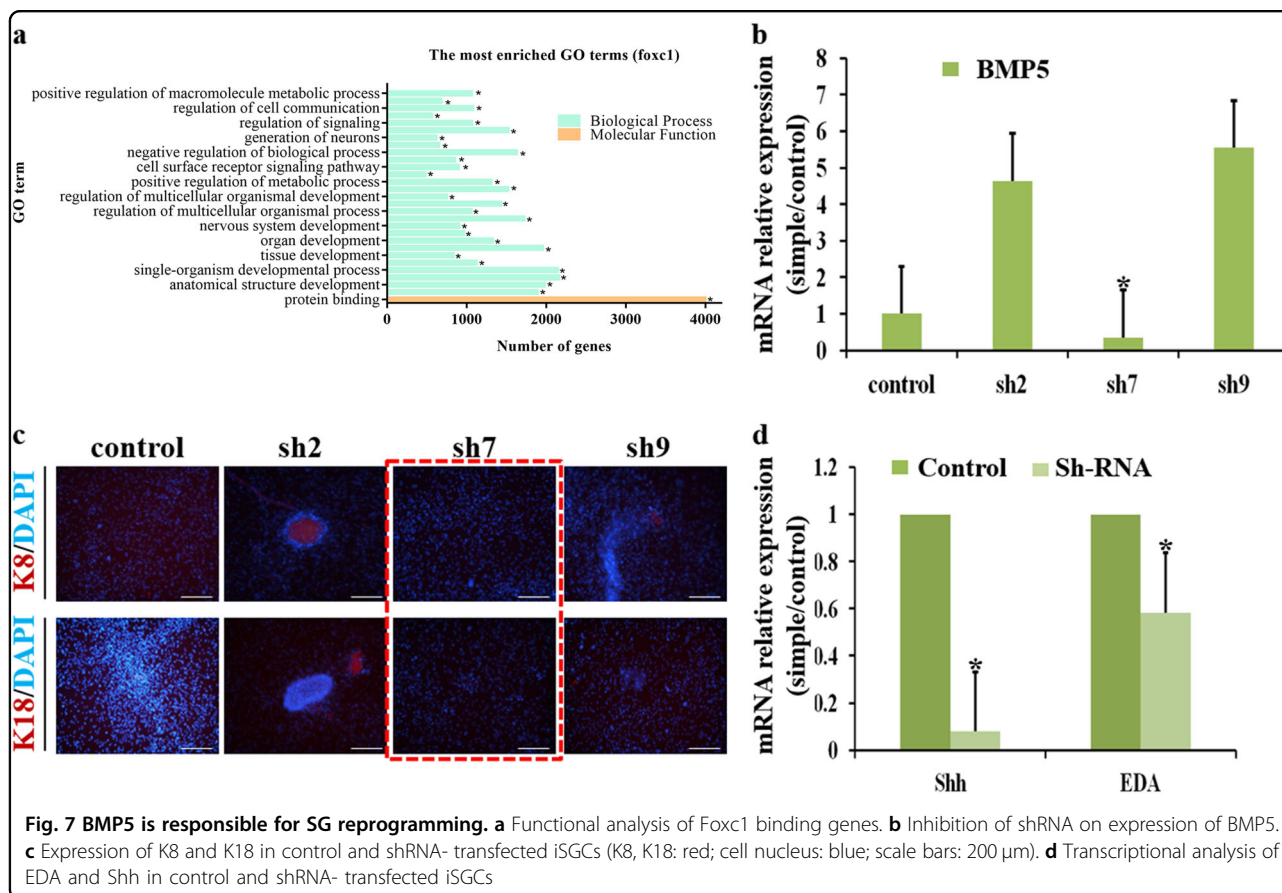 a
The most enriched GO terms (foxc1)
GO term
positive regulation of macromolecule metabolic process
regulation of cell communication
regulation of signaling
generation of neurons
negative regulation of biological process
cell surface receptor signaling pathway
positive regulation of metabolic process
regulation of multicellular organismal development
regulation of multicellular organismal process
nervous system development
organ development
tissue development
single-organism developmental process
anatomical structure development
protein binding
* * * * * * * * * * * * * * * * * * * * * * * * * * * * *
Biological Process
Molecular Function
0 1000 2000 3000 4000
Number of genes
b
BMP5
mRNA relative expression
(simple/control)
8
7
6
5
4
3
2
1
0
*
control sh2 sh7 sh9
c
control sh2 sh7 sh9
K8/DAPI
K18/DAPI
d
Control Sh-RNA
mRNA relative expression
(simple/control)
1.2
1
0.8
0.6
0.4
0.2
0
* *
Shh EDA
Fig. 7 BMP5 is responsible for SG reprogramming. a Functional analysis of Foxc1 binding genes. b Inhibition of shRNA on expression of BMP5.
c Expression of K8 and K18 in control and shRNA- transfected iSGCs (K8, K18: red; cell nucleus: blue; scale bars: 200 μm). d Transcriptional analysis of
EDA and Shh in control and shRNA- transfected iSGCs